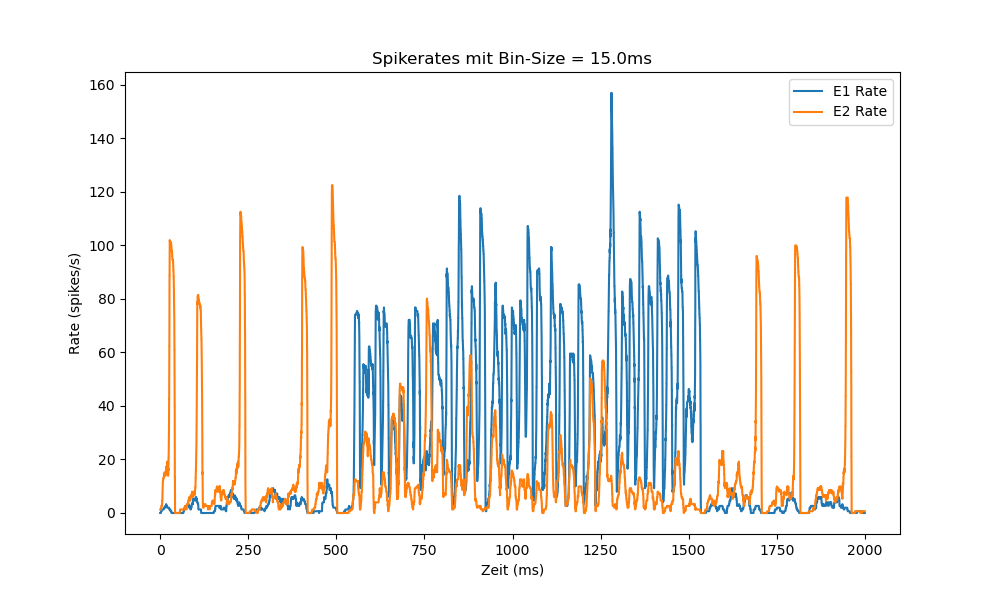 Spikerates mit Bin-Size = 15.0ms
E1 Rate
E2 Rate
160
140
120
100
80
60
40
20
0
Rate (spikes/s)
0 250 500 750 1000 1250 1500 1750 2000
Zeit (ms)